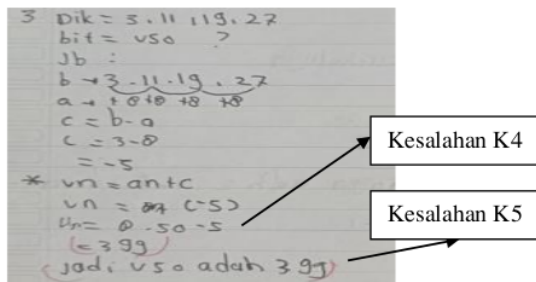 3 Dik = 3. 11, 19, 27
bit = U50 ?
Jb :
b → 3 . 11 . 19 . 27
a → +8 +8 +8 +8
c = b - a
c = 3 - 8
= -5
* Un = an + c
Un = (-5)
Un = 8 . 50 - 5
= 399
Jadi U50 adah 399
Kesalahan K4
Kesalahan K5